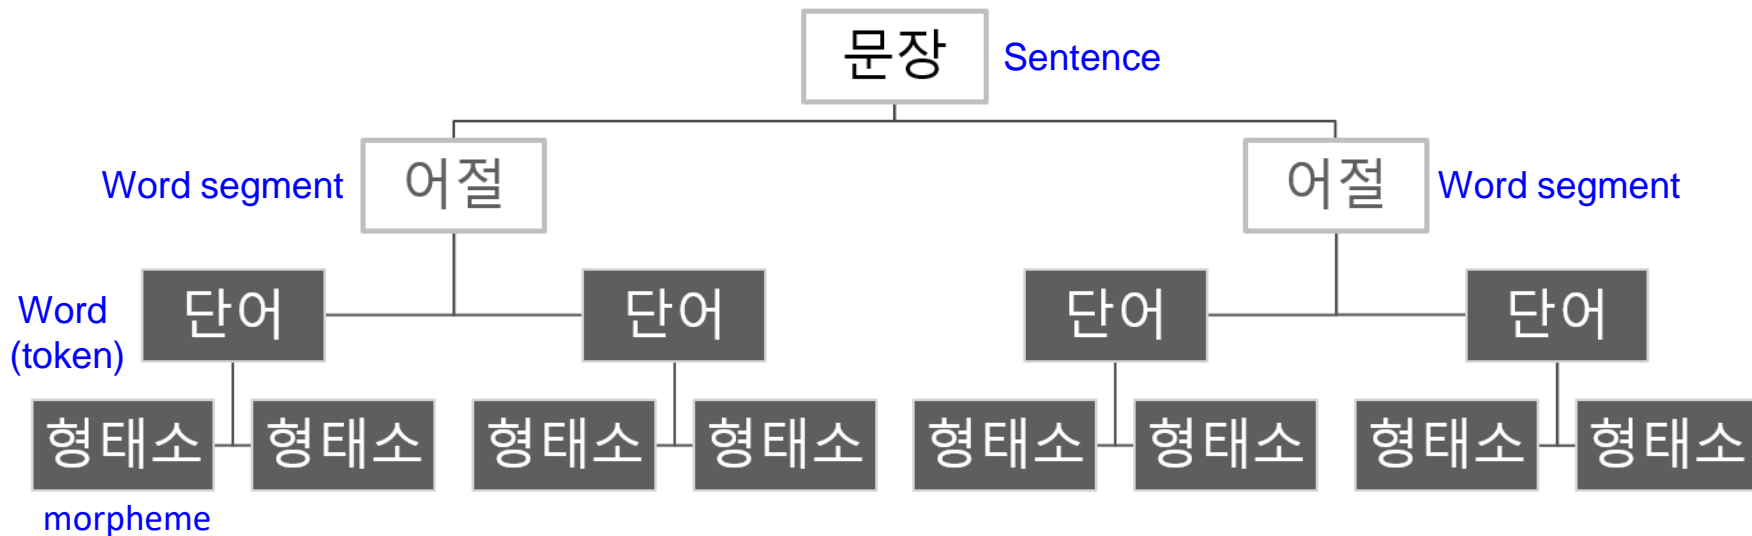 문장 Sentence
Word segment 어절 어절 Word segment
Word (token) 단어 단어 단어 단어
형태소 형태소 형태소 형태소 형태소 형태소 형태소 형태소
morpheme